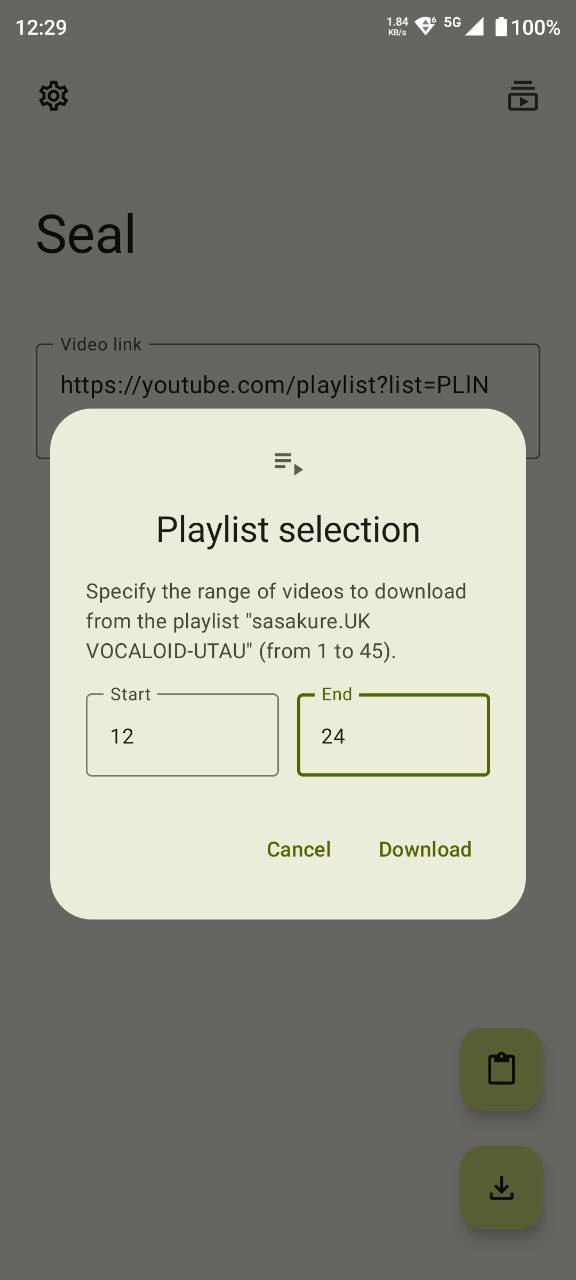 12:29
1.84
KB/s
6
5G
100%
Seal
Video link
https://youtube.com/playlist?list=PLlN
Playlist selection
Specify the range of videos to download
from the playlist "sasakure.UK
VOCALOID-UTAU" (from 1 to 45).
Start
End
12
24
Cancel
Download